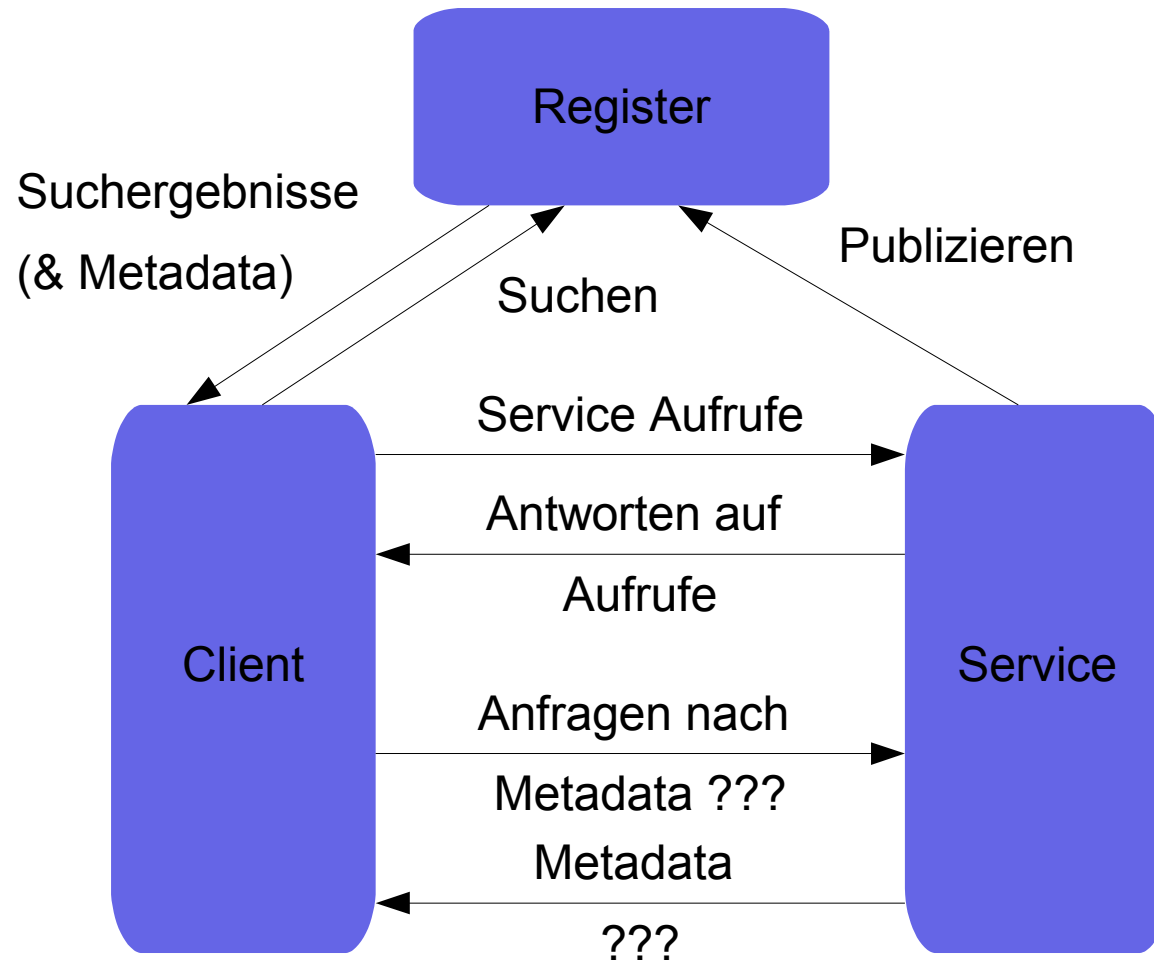 Register
Suchergebnisse
(& Metadata)
Publizieren
Suchen
Service Aufrufe
Antworten auf
Aufrufe
Client
Service
Anfragen nach
Metadata ???
Metadata
???